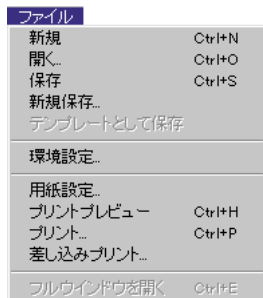 ファイル
新規 Ctrl+N
開く... Ctrl+O
保存 Ctrl+S
新規保存...
テンプレートとして保存
環境設定...
用紙設定...
プリントプレビュー Ctrl+H
プリント... Ctrl+P
差し込みプリント...
フルウインドウを開く Ctrl+E